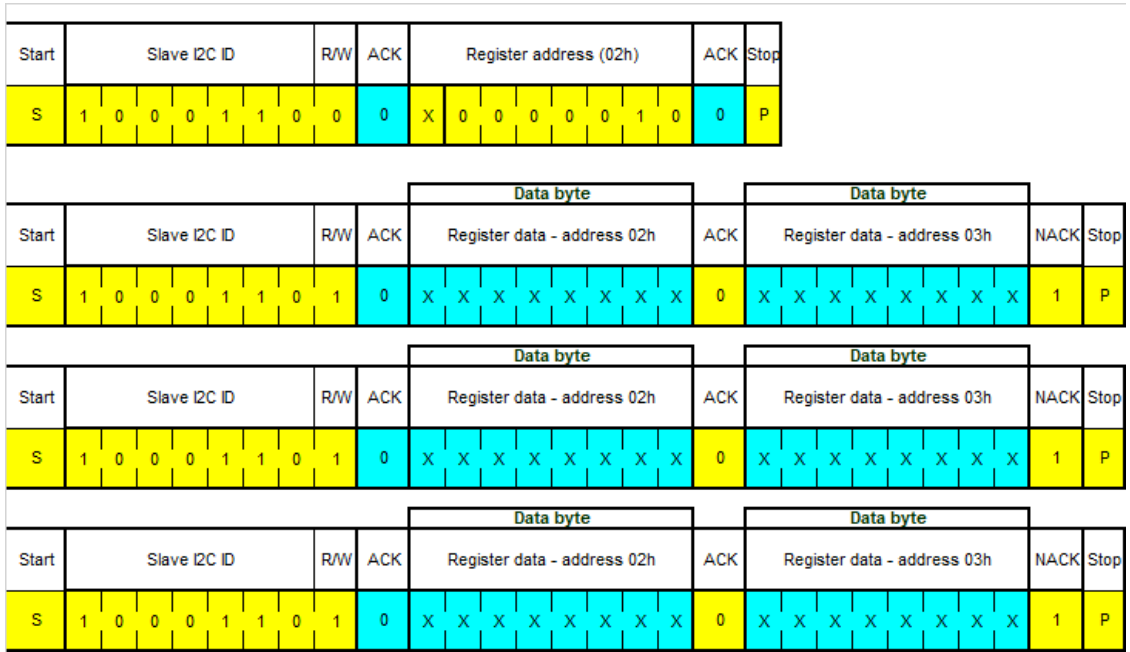 Start Slave I2C ID R/W ACK Register address (02h) ACK Stop
S 1 0 0 0 1 1 0 0 0 X 0 0 0 0 0 1 0 0 P
Data byte Data byte
Start Slave I2C ID R/W ACK Register data - address 02h ACK Register data - address 03h NACK Stop
S 1 0 0 0 1 1 0 1 0 X X X X X X X X 0 X X X X X X X X 1 P
Data byte Data byte
Start Slave I2C ID R/W ACK Register data - address 02h ACK Register data - address 03h NACK Stop
S 1 0 0 0 1 1 0 1 0 X X X X X X X X 0 X X X X X X X X 1 P
Data byte Data byte
Start Slave I2C ID R/W ACK Register data - address 02h ACK Register data - address 03h NACK Stop
S 1 0 0 0 1 1 0 1 0 X X X X X X X X 0 X X X X X X X X 1 P